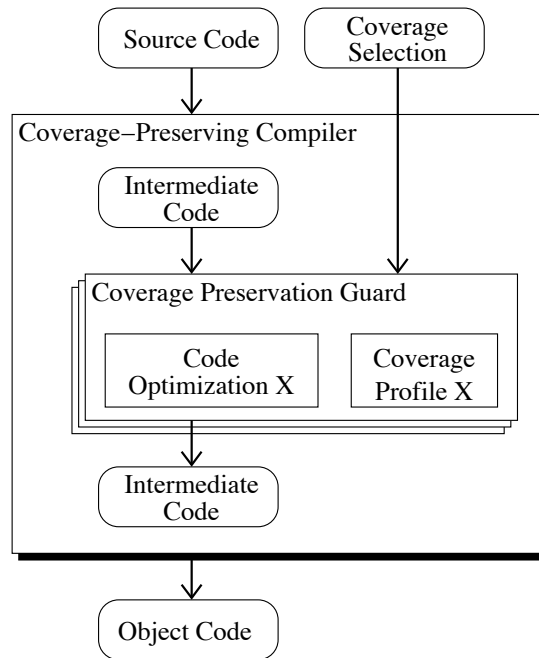 Source Code
Coverage
Selection
Coverage–Preserving Compiler
Intermediate
Code
Coverage Preservation Guard
Code
Optimization X
Coverage
Profile X
Intermediate
Code
Object Code